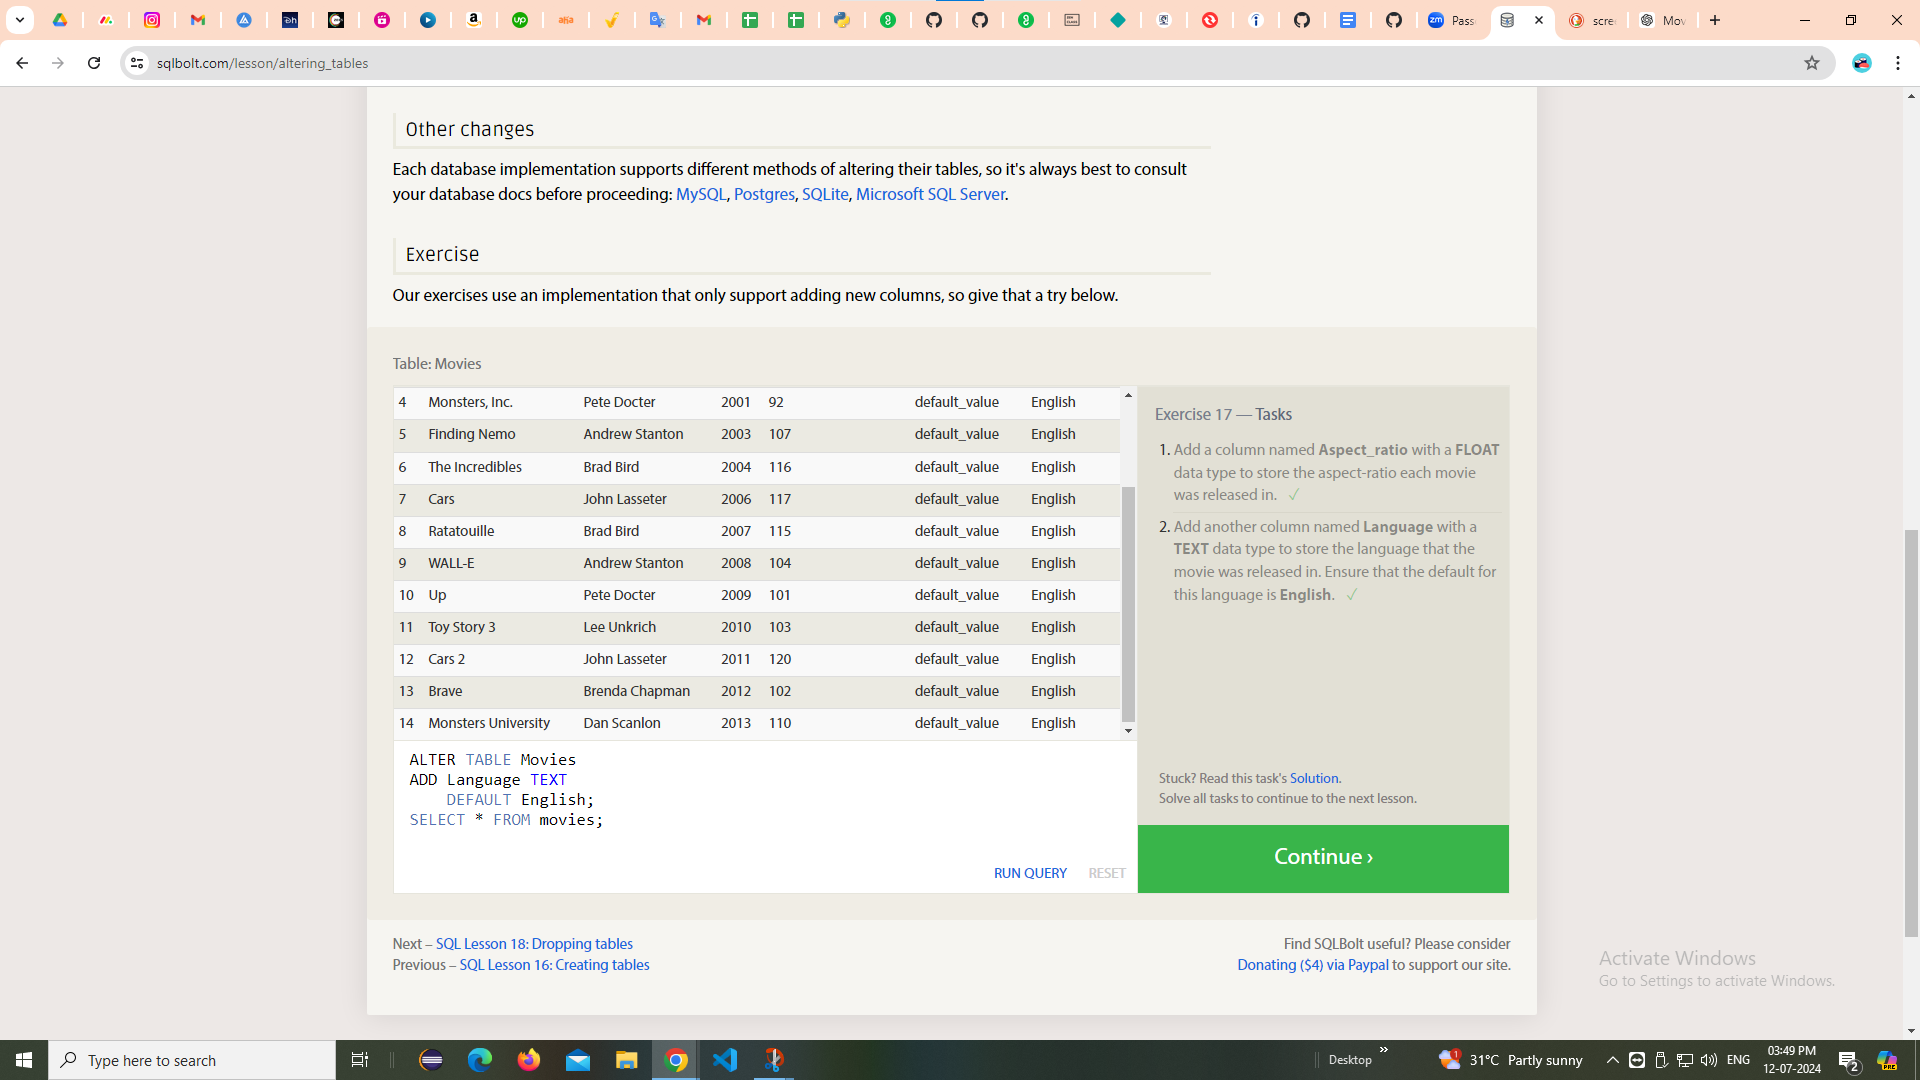 Pass
scre
Mov
sqlbolt.com/lesson/altering_tables
Other changes
Each database implementation supports different methods of altering their tables, so it's always best to consult
your database docs before proceeding: MySQL, Postgres, SQLite, Microsoft SQL Server.
Exercise
Our exercises use an implementation that only support adding new columns, so give that a try below.
Table: Movies
4 Monsters, Inc. Pete Docter 2001 92 default_value English
5 Finding Nemo Andrew Stanton 2003 107 default_value English
6 The Incredibles Brad Bird 2004 116 default_value English
7 Cars John Lasseter 2006 117 default_value English
8 Ratatouille Brad Bird 2007 115 default_value English
9 WALL-E Andrew Stanton 2008 104 default_value English
10 Up Pete Docter 2009 101 default_value English
11 Toy Story 3 Lee Unkrich 2010 103 default_value English
12 Cars 2 John Lasseter 2011 120 default_value English
13 Brave Brenda Chapman 2012 102 default_value English
14 Monsters University Dan Scanlon 2013 110 default_value English
ALTER TABLE Movies
ADD Language TEXT
DEFAULT English;
SELECT * FROM movies;
RUN QUERY RESET
Exercise 17 — Tasks
1. Add a column named Aspect_ratio with a FLOAT
data type to store the aspect-ratio each movie
was released in. ✓
2. Add another column named Language with a
TEXT data type to store the language that the
movie was released in. Ensure that the default for
this language is English. ✓
Stuck? Read this task's Solution.
Solve all tasks to continue to the next lesson.
Continue ›
Next – SQL Lesson 18: Dropping tables
Previous – SQL Lesson 16: Creating tables
Find SQLBolt useful? Please consider
Donating ($4) via Paypal to support our site.
Activate Windows
Go to Settings to activate Windows.
Type here to search
Desktop
31°C Partly sunny
ENG
03:49 PM
12-07-2024
2